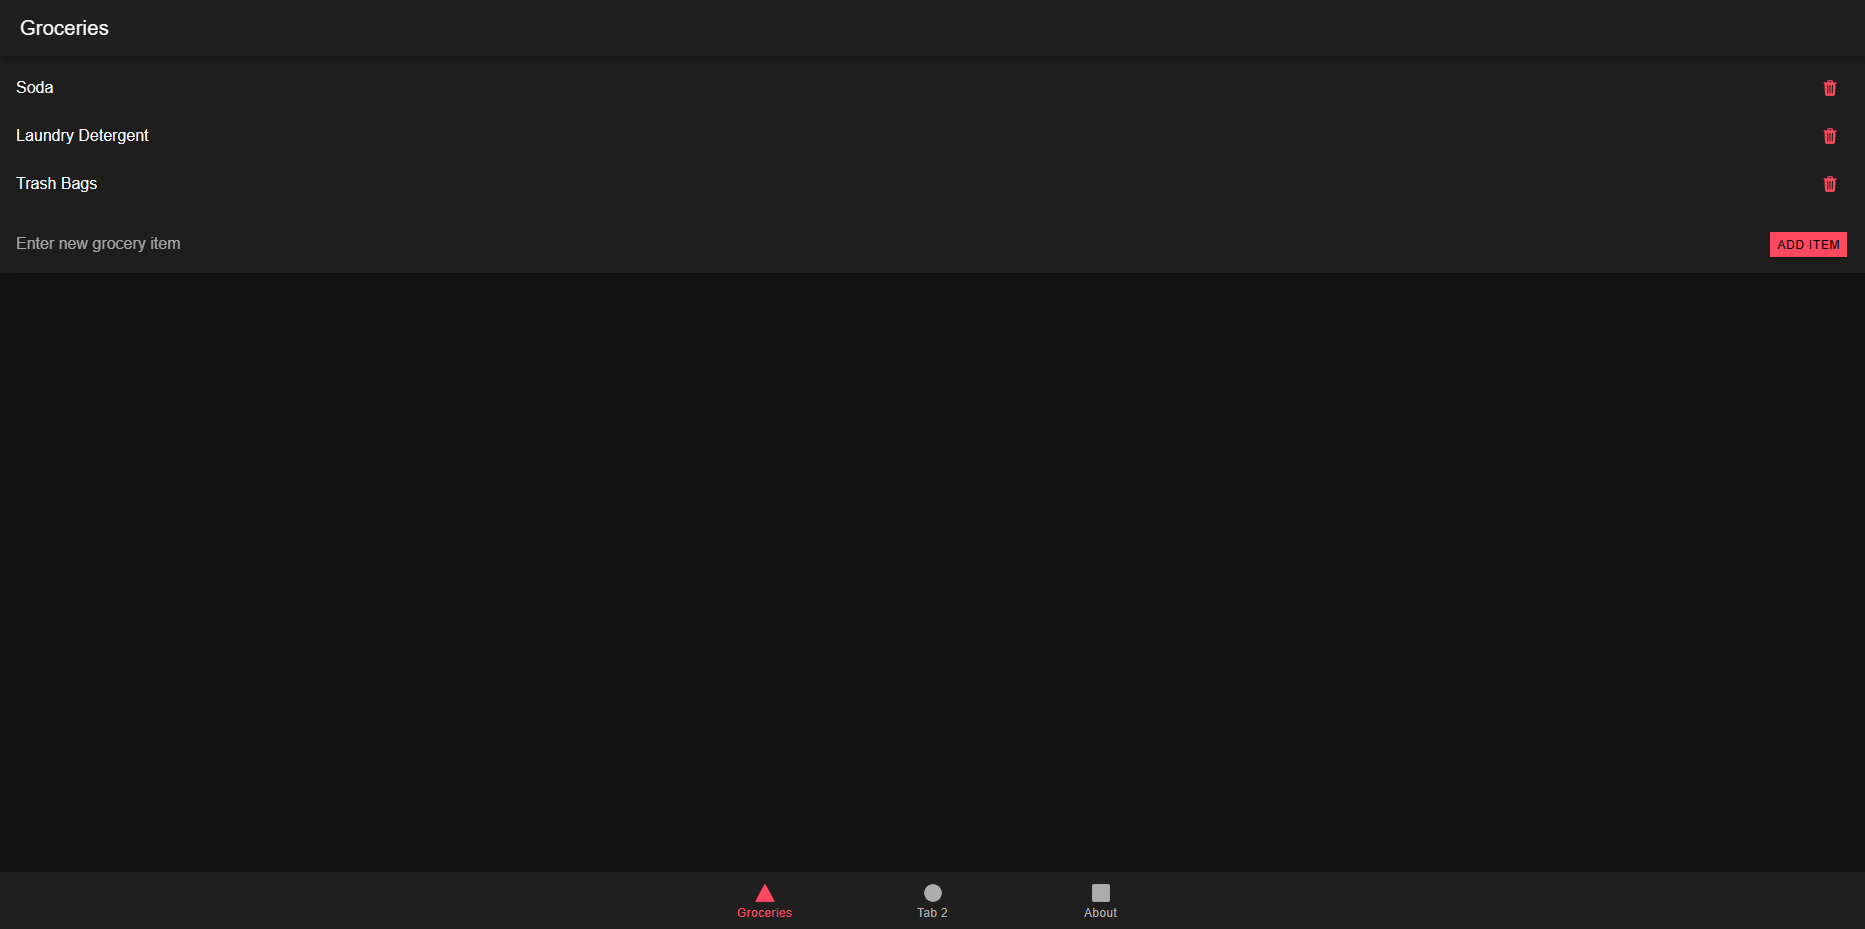 Groceries
Soda
Laundry Detergent
Trash Bags
Enter new grocery item
ADD ITEM
Groceries
Tab 2
About